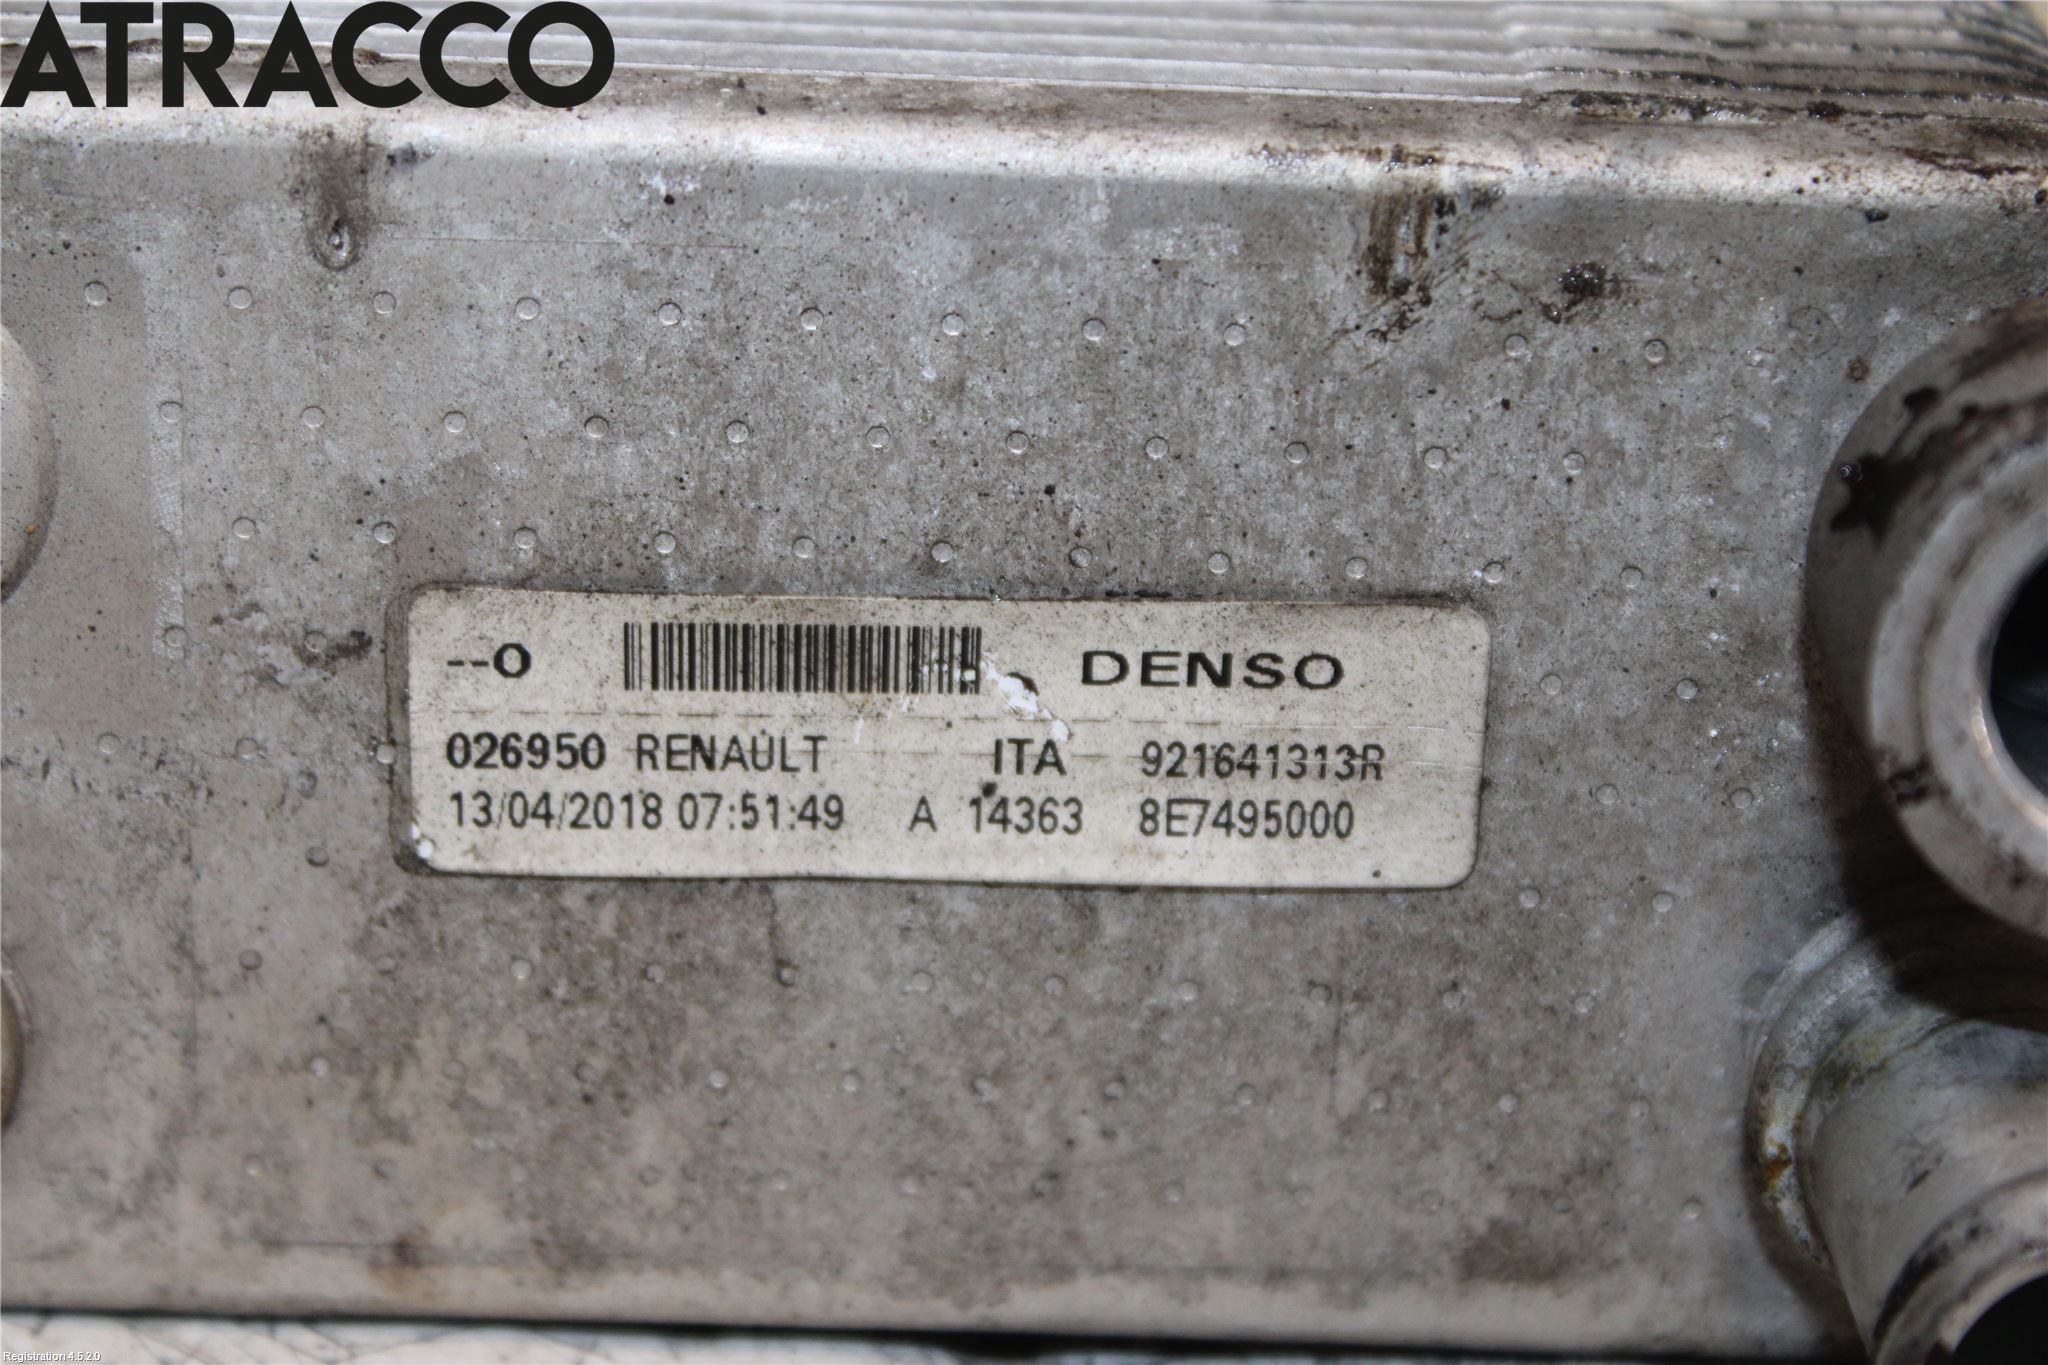 ATRACCO
--O DENSO
026950 RENAULT ITA 921641313R
13/04/2018 07:51:49 A 14363 8E7495000
Registration 4.5.2.0